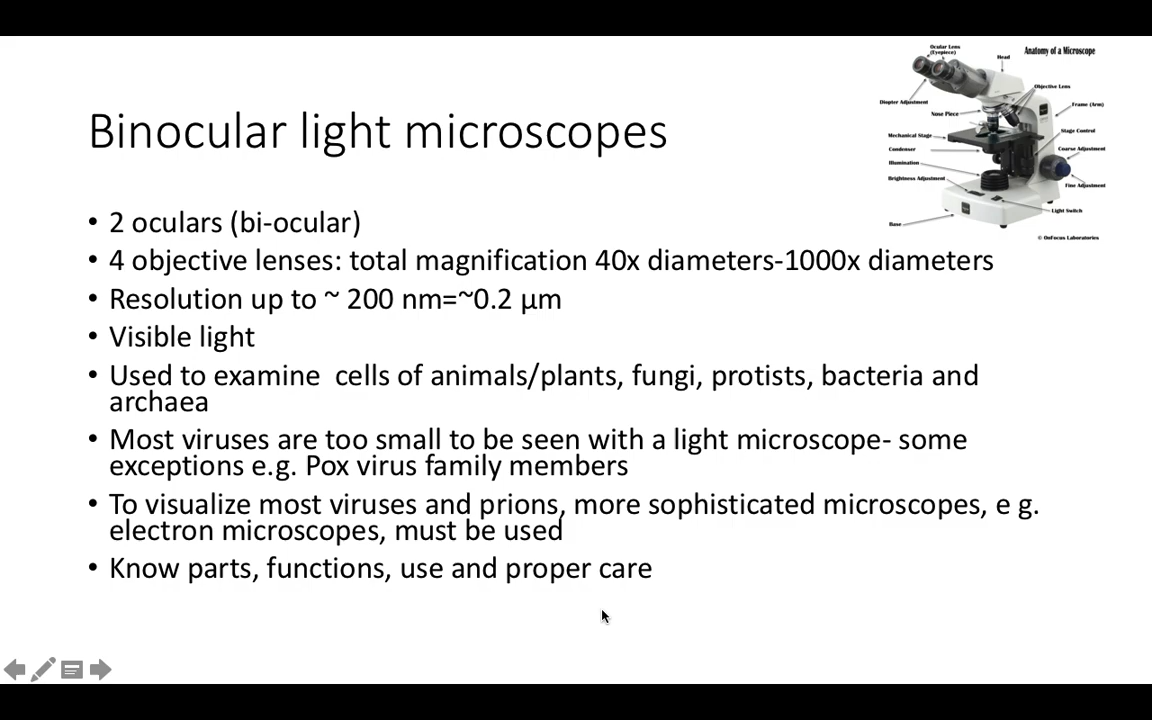 Ocular Lens
(Eyepiece)
Anatomy of a Microscope
Head
Objective Lens
Diopter Adjustment
Frame (Arm)
Nose Piece
Stage Control
Mechanical Stage
Coarse Adjustment
Condenser
Illumination
Brightness Adjustment
Fine Adjustment
Light Switch
Base
© OnFocus Laboratories
Binocular light microscopes
• 2 oculars (bi-ocular)
• 4 objective lenses: total magnification 40x diameters-1000x diameters
• Resolution up to ~ 200 nm=~0.2 µm
• Visible light
• Used to examine  cells of animals/plants, fungi, protists, bacteria and
archaea
• Most viruses are too small to be seen with a light microscope- some
exceptions e.g. Pox virus family members
• To visualize most viruses and prions, more sophisticated microscopes, e g.
electron microscopes, must be used
• Know parts, functions, use and proper care